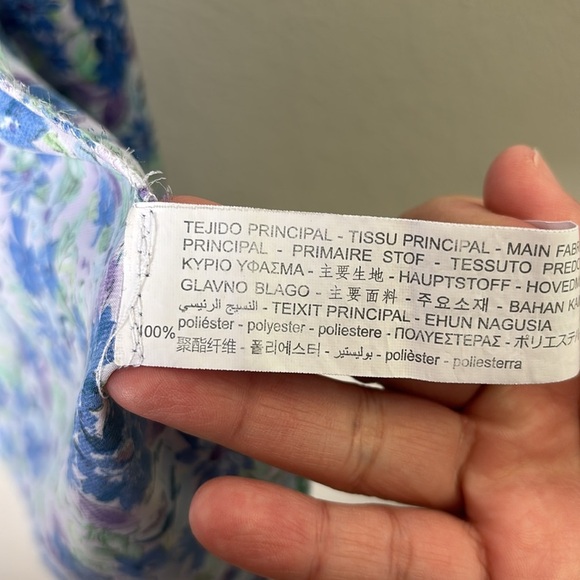 TEJIDO PRINCIPAL - TISSU PRINCIPAL - MAIN FABR
PRINCIPAL - PRIMAIRE STOF - TESSUTO PREDO
ΚΥΡΙΟ ΥΦΑΣΜΑ - 主要生地 - HAUPTSTOFF - HOVEDM
GLAVNO BLAGO - 主要面料 - 주요소재 - BAHAN KU
النسيج الرئيسي - TEIXIT PRINCIPAL - EHUN NAGUSIA
100% poliéster - polyester - poliestere - ΠΟΛΥΕΣΤΕΡΑΣ - ポリエステ
聚酯纤维 - 폴리에스터 - بوليستير - polièster - poliesterra